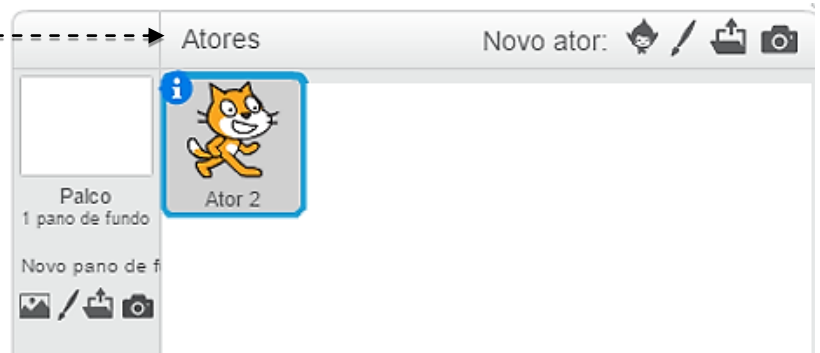 Atores
Novo ator:
Ator 2
Palco
1 pano de fundo
Novo pano de f